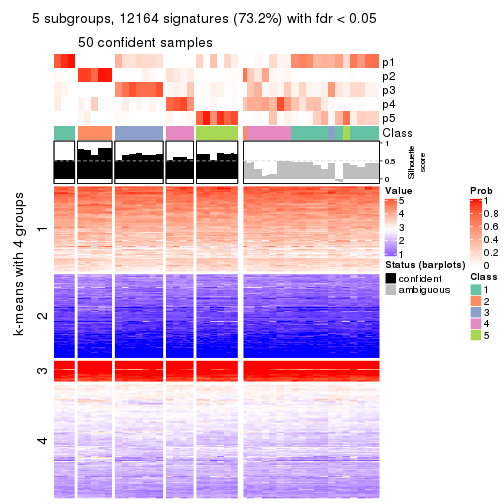 5 subgroups, 12164 signatures (73.2%) with fdr < 0.05
50 confident samples
p1
p2
p3
p4
p5
Class
1
0.5
0
Silhouette
score
k-means with 4 groups
1
2
3
4
Value
5
4
3
2
1
Status (barplots)
confident
ambiguous
Prob
1
0.8
0.6
0.4
0.2
0
Class
1
2
3
4
5